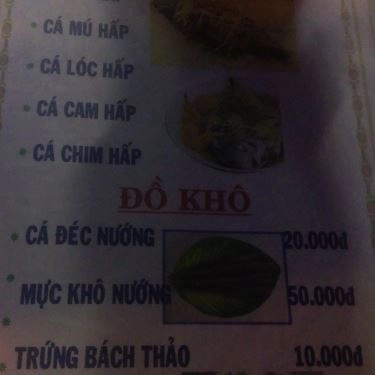 CÁ MÚ HẤP
CÁ LÓC HẤP
CÁ CAM HẤP
CÁ CHIM HẤP
ĐỒ KHÔ
CÁ ĐÉC NƯỚNG 20.000đ
MỰC KHÔ NƯỚNG 50.000đ
TRỨNG BÁCH THẢO 10.000đ